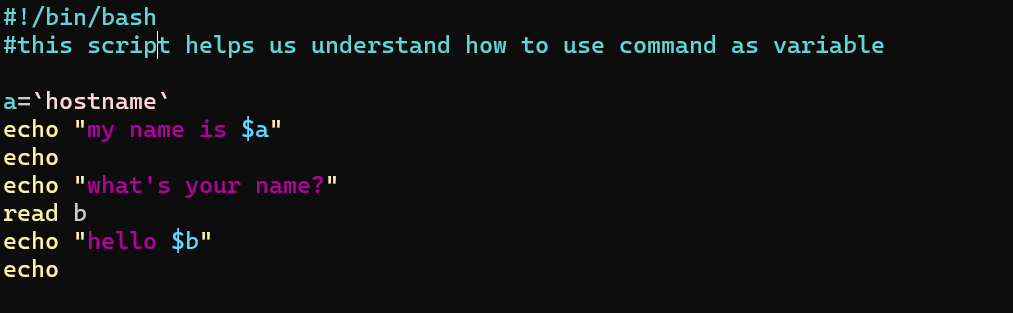 #!/bin/bash
#this script helps us understand how to use command as variable
a=`hostname`
echo "my name is $a"
echo
echo "what's your name?"
read b
echo "hello $b"
echo